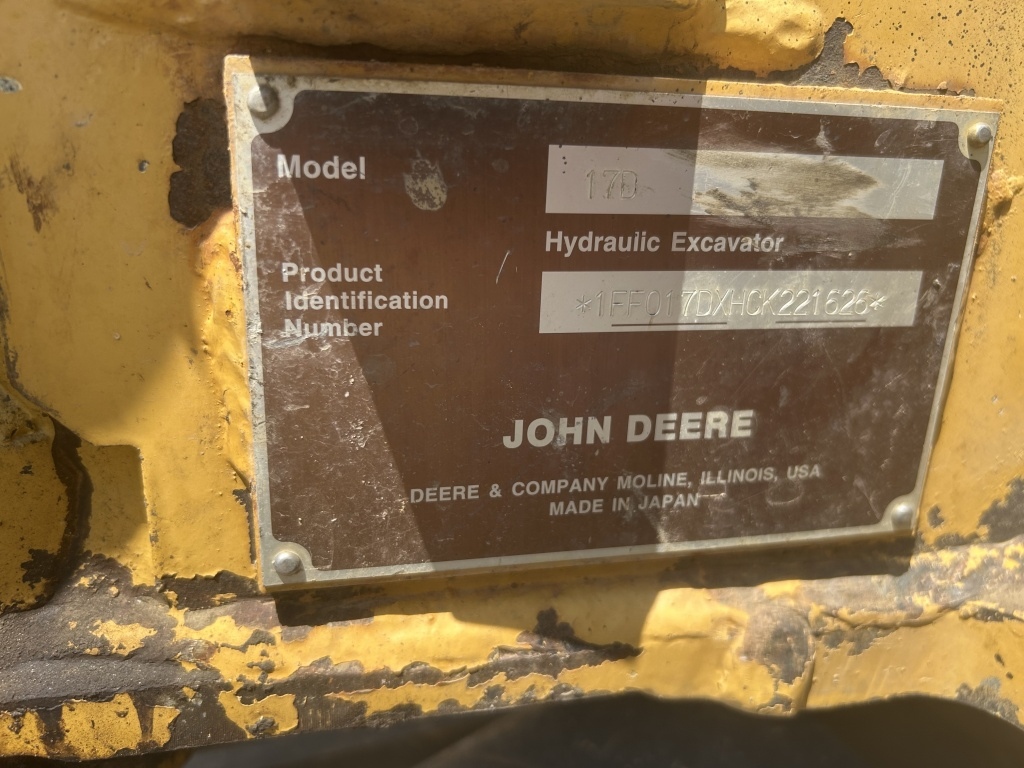 Model
17D
Hydraulic Excavator
Product
Identification
Number
*1FF017DXHCK221626*
JOHN DEERE
DEERE & COMPANY MOLINE, ILLINOIS, USA
MADE IN JAPAN